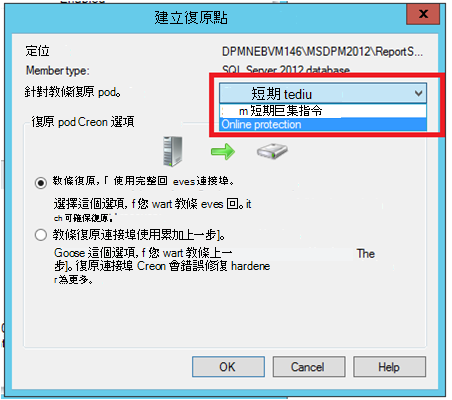 建立復原點
X
定位 DPMNEBVM146\MSDPM2012\ReportS...
Member type: SQL Server 2012 database
針對教條復原 pod。 短期 tediu
m 短期巨集指令
Online protection
復原 pod Creon 選項
教條復原,「 使用完整回 eves 連接埠。
選擇這個選項, f 您 wart 教條 eves 回。it
ch 可確保復原。"
教條復原連接埠使用累加上一步]。
Goose 這個選項, f 您 wart 教條上一 The
步]。復原連接埠 Creon 會錯誤修復 hardene
r 為更多。
OK Cancel Help